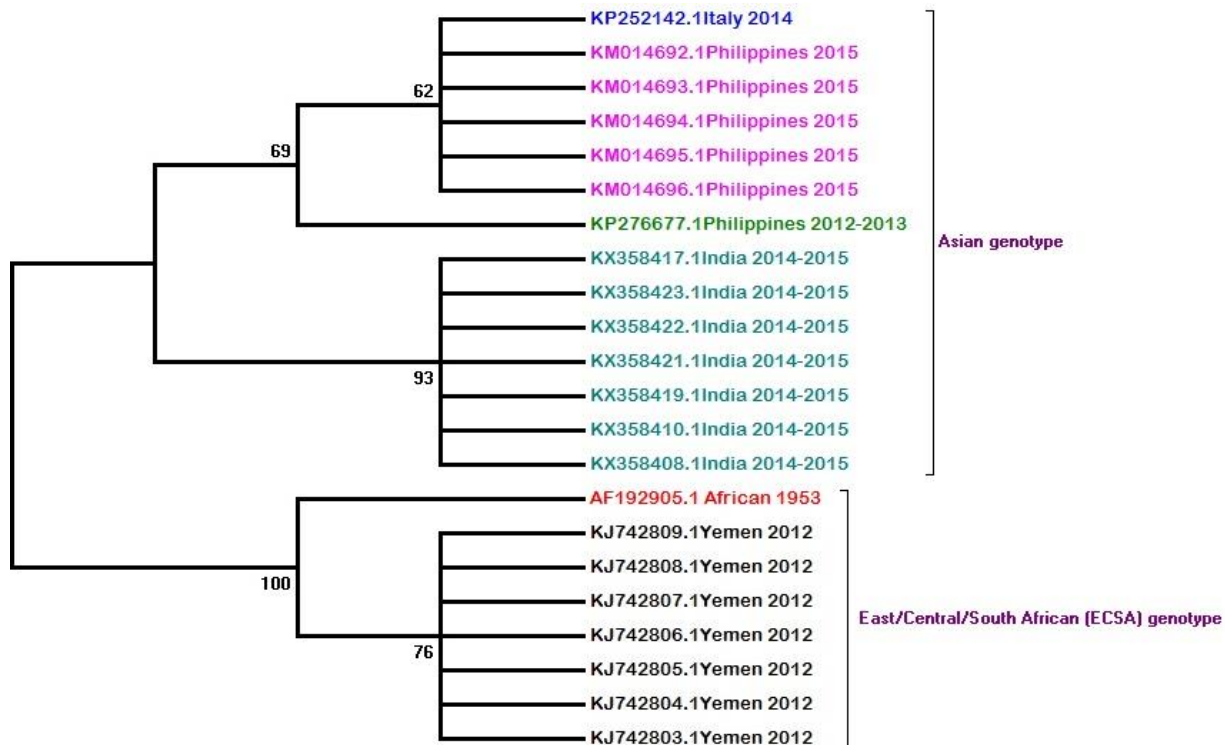 KP252142.1Italy 2014
KM014692.1Philippines 2015
KM014693.1Philippines 2015
62
KM014694.1Philippines 2015
KM014695.1Philippines 2015
69
KM014696.1Philippines 2015
KP276677.1Philippines 2012-2013
Asian genotype
KX358417.1India 2014-2015
KX358423.1India 2014-2015
KX358422.1India 2014-2015
KX358421.1India 2014-2015
93
KX358419.1India 2014-2015
KX358410.1India 2014-2015
KX358408.1India 2014-2015
AF192905.1 African 1953
KJ742809.1Yemen 2012
KJ742808.1Yemen 2012
100
KJ742807.1Yemen 2012
East/Central/South African (ECSA) genotype
KJ742806.1Yemen 2012
76
KJ742805.1Yemen 2012
KJ742804.1Yemen 2012
KJ742803.1Yemen 2012